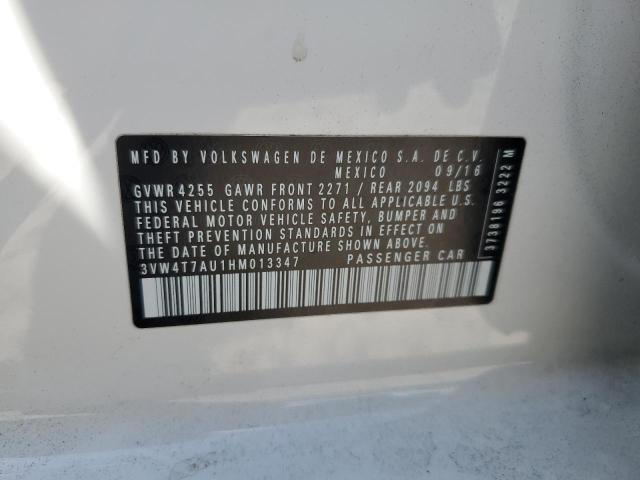 MFD BY VOLKSWAGEN DE MEXICO S.A. DE C.V.
MEXICO 09/16
GVWR 4255 GAWR FRONT 2271 / REAR 2094 LBS
THIS VEHICLE CONFORMS TO ALL APPLICABLE U.S.
FEDERAL MOTOR VEHICLE SAFETY, BUMPER AND
THEFT PREVENTION STANDARDS IN EFFECT ON
THE DATE OF MANUFACTURE SHOWN ABOVE.
3VW4T7AU1HM013347 PASSENGER CAR
3738196 3222 M